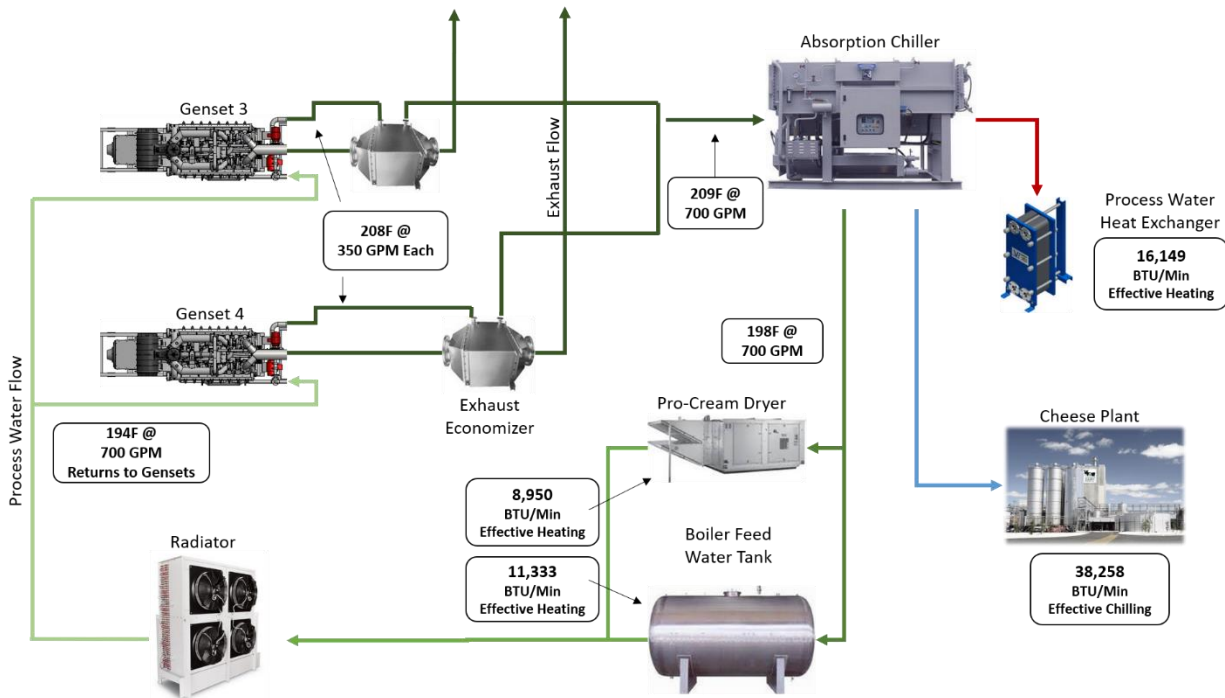 Absorption Chiller
Genset 3
Exhaust Flow
209F @
700 GPM
Process Water
Heat Exchanger
16,149
BTU/Min
Effective Heating
208F @
350 GPM Each
Genset 4
198F @
700 GPM
Exhaust
Economizer
Pro-Cream Dryer
Cheese Plant
Process Water Flow
194F @
700 GPM
Returns to Gensets
8,950
BTU/Min
Effective Heating
Radiator
Boiler Feed
Water Tank
11,333
BTU/Min
Effective Heating
38,258
BTU/Min
Effective Chilling